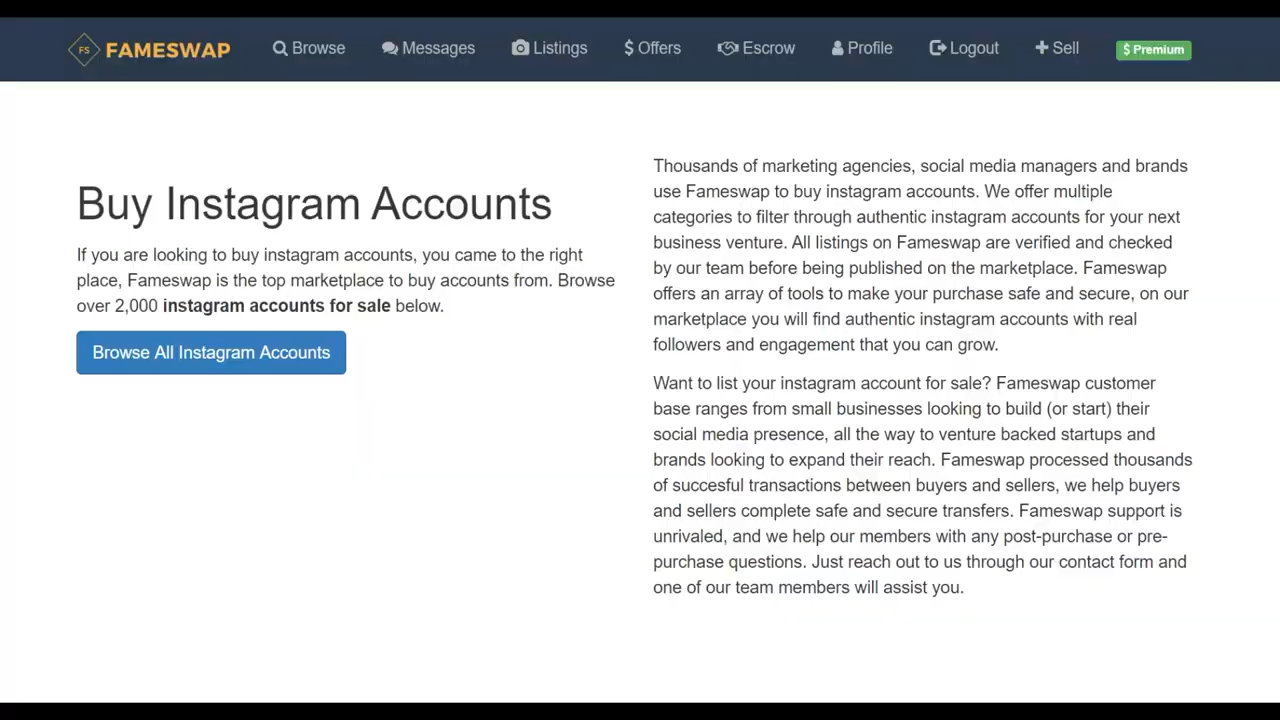 FS FAMESWAP Browse Messages Listings $ Offers Escrow Profile Logout + Sell $ Premium
Buy Instagram Accounts
If you are looking to buy instagram accounts, you came to the right
place, Fameswap is the top marketplace to buy accounts from. Browse
over 2,000 instagram accounts for sale below.
Browse All Instagram Accounts
Thousands of marketing agencies, social media managers and brands
use Fameswap to buy instagram accounts. We offer multiple
categories to filter through authentic instagram accounts for your next
business venture. All listings on Fameswap are verified and checked
by our team before being published on the marketplace. Fameswap
offers an array of tools to make your purchase safe and secure, on our
marketplace you will find authentic instagram accounts with real
followers and engagement that you can grow.
Want to list your instagram account for sale? Fameswap customer
base ranges from small businesses looking to build (or start) their
social media presence, all the way to venture backed startups and
brands looking to expand their reach. Fameswap processed thousands
of succesful transactions between buyers and sellers, we help buyers
and sellers complete safe and secure transfers. Fameswap support is
unrivaled, and we help our members with any post-purchase or pre-
purchase questions. Just reach out to us through our contact form and
one of our team members will assist you.